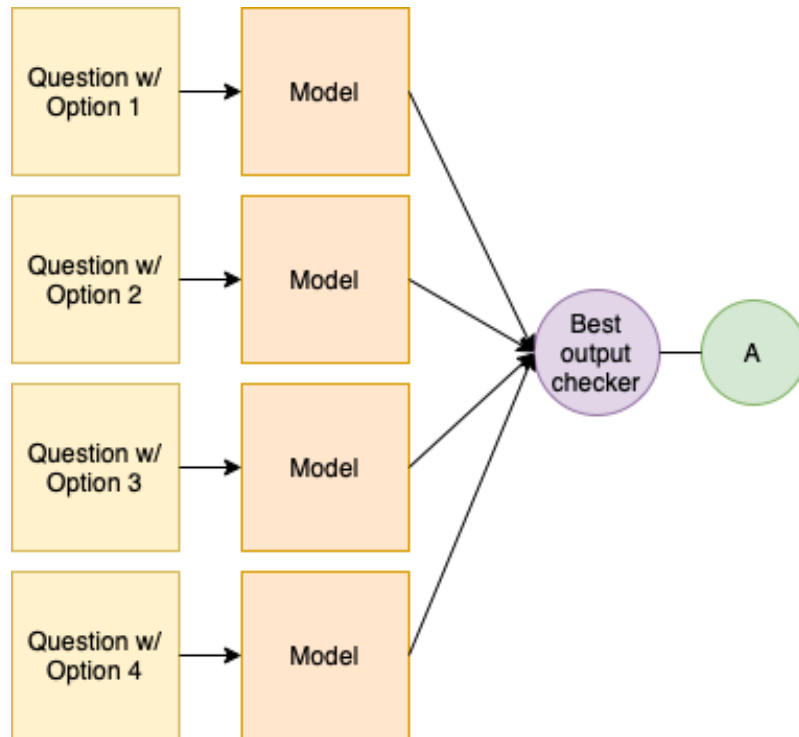 Question w/
Option 1
Model
Question w/
Option 2
Model
Question w/
Option 3
Model
Question w/
Option 4
Model
Best
output
checker
A